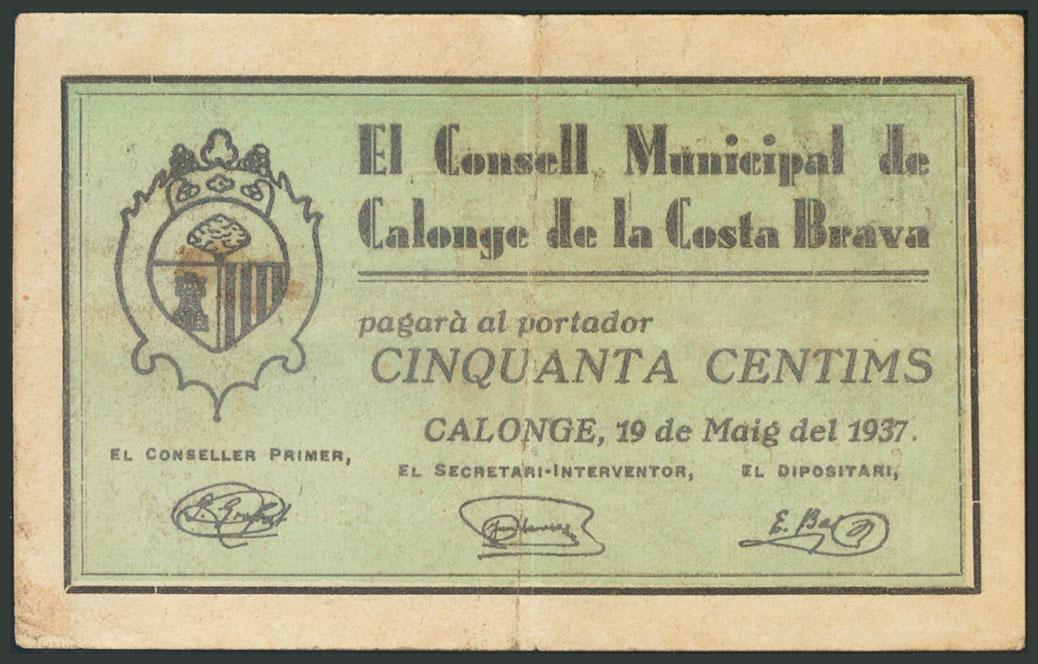 El Consell Municipal de
Calonge de la Costa Brava
pagarà al portador
CINQUANTA CENTIMS
CALONGE, 19 de Maig del 1937.
EL CONSELLER PRIMER,
EL SECRETARI-INTERVENTOR,
EL DIPOSITARI,